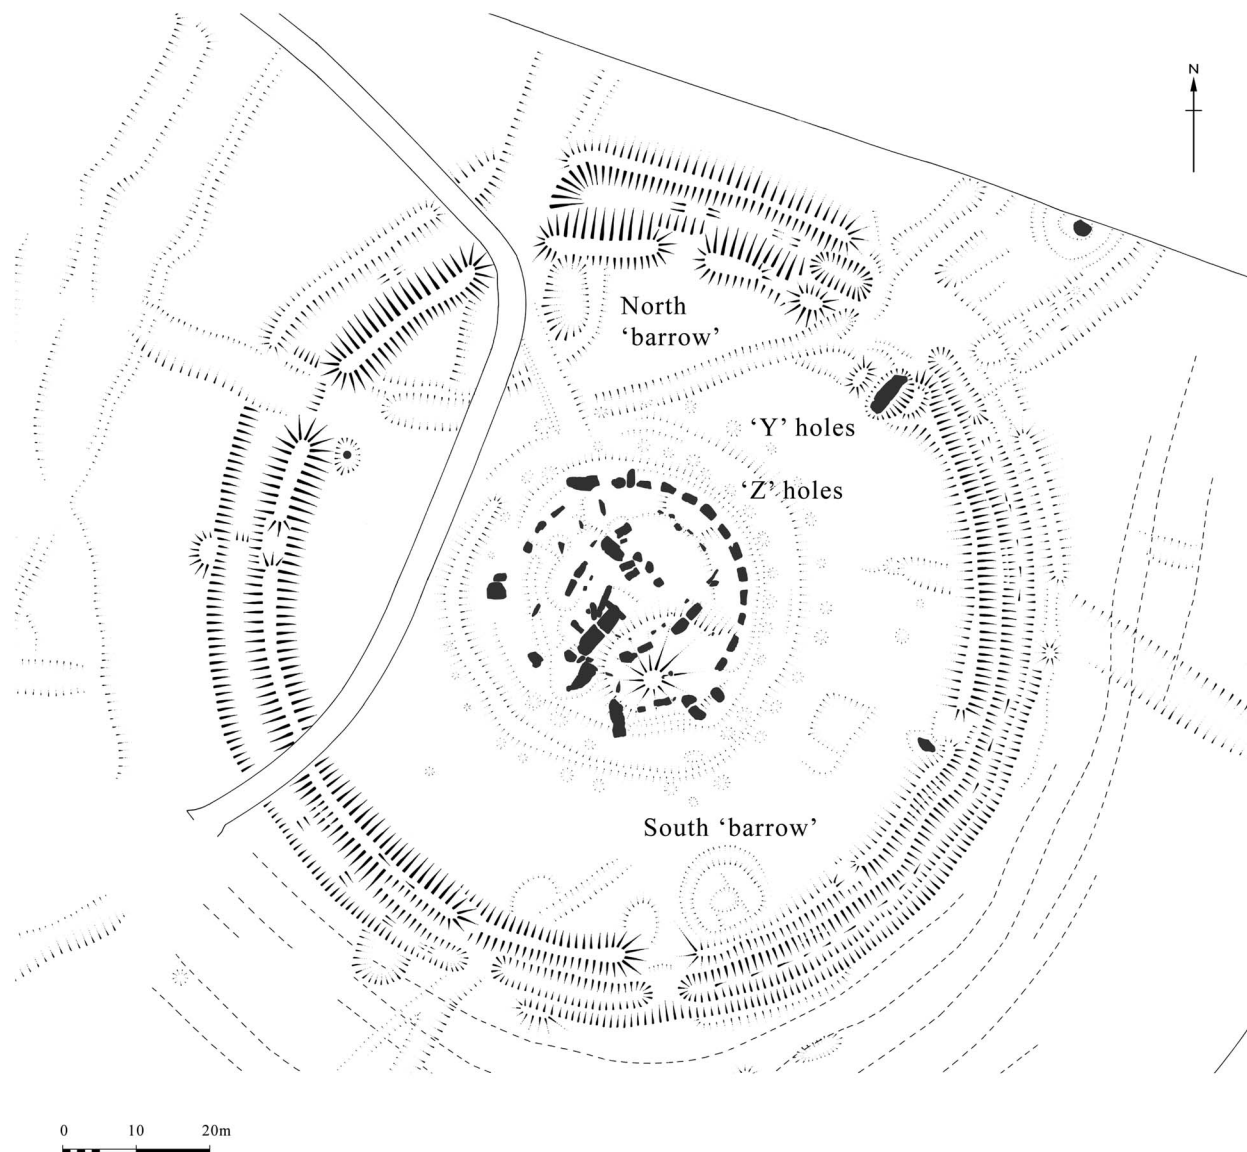 N
North
‘barrow’
‘Y’ holes
‘Z’ holes
South ‘barrow’
0 10 20m